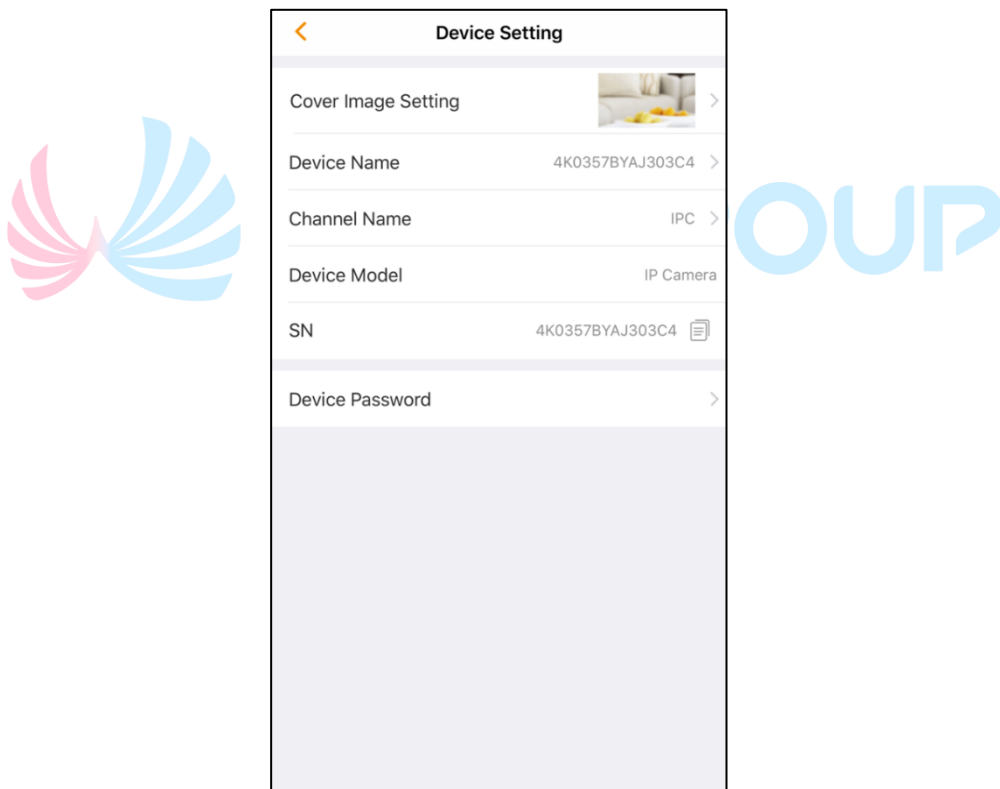 Device Setting
Cover Image Setting
Device Name 4K0357BYAJ303C4
Channel Name IPC
Device Model IP Camera
SN 4K0357BYAJ303C4
Device Password